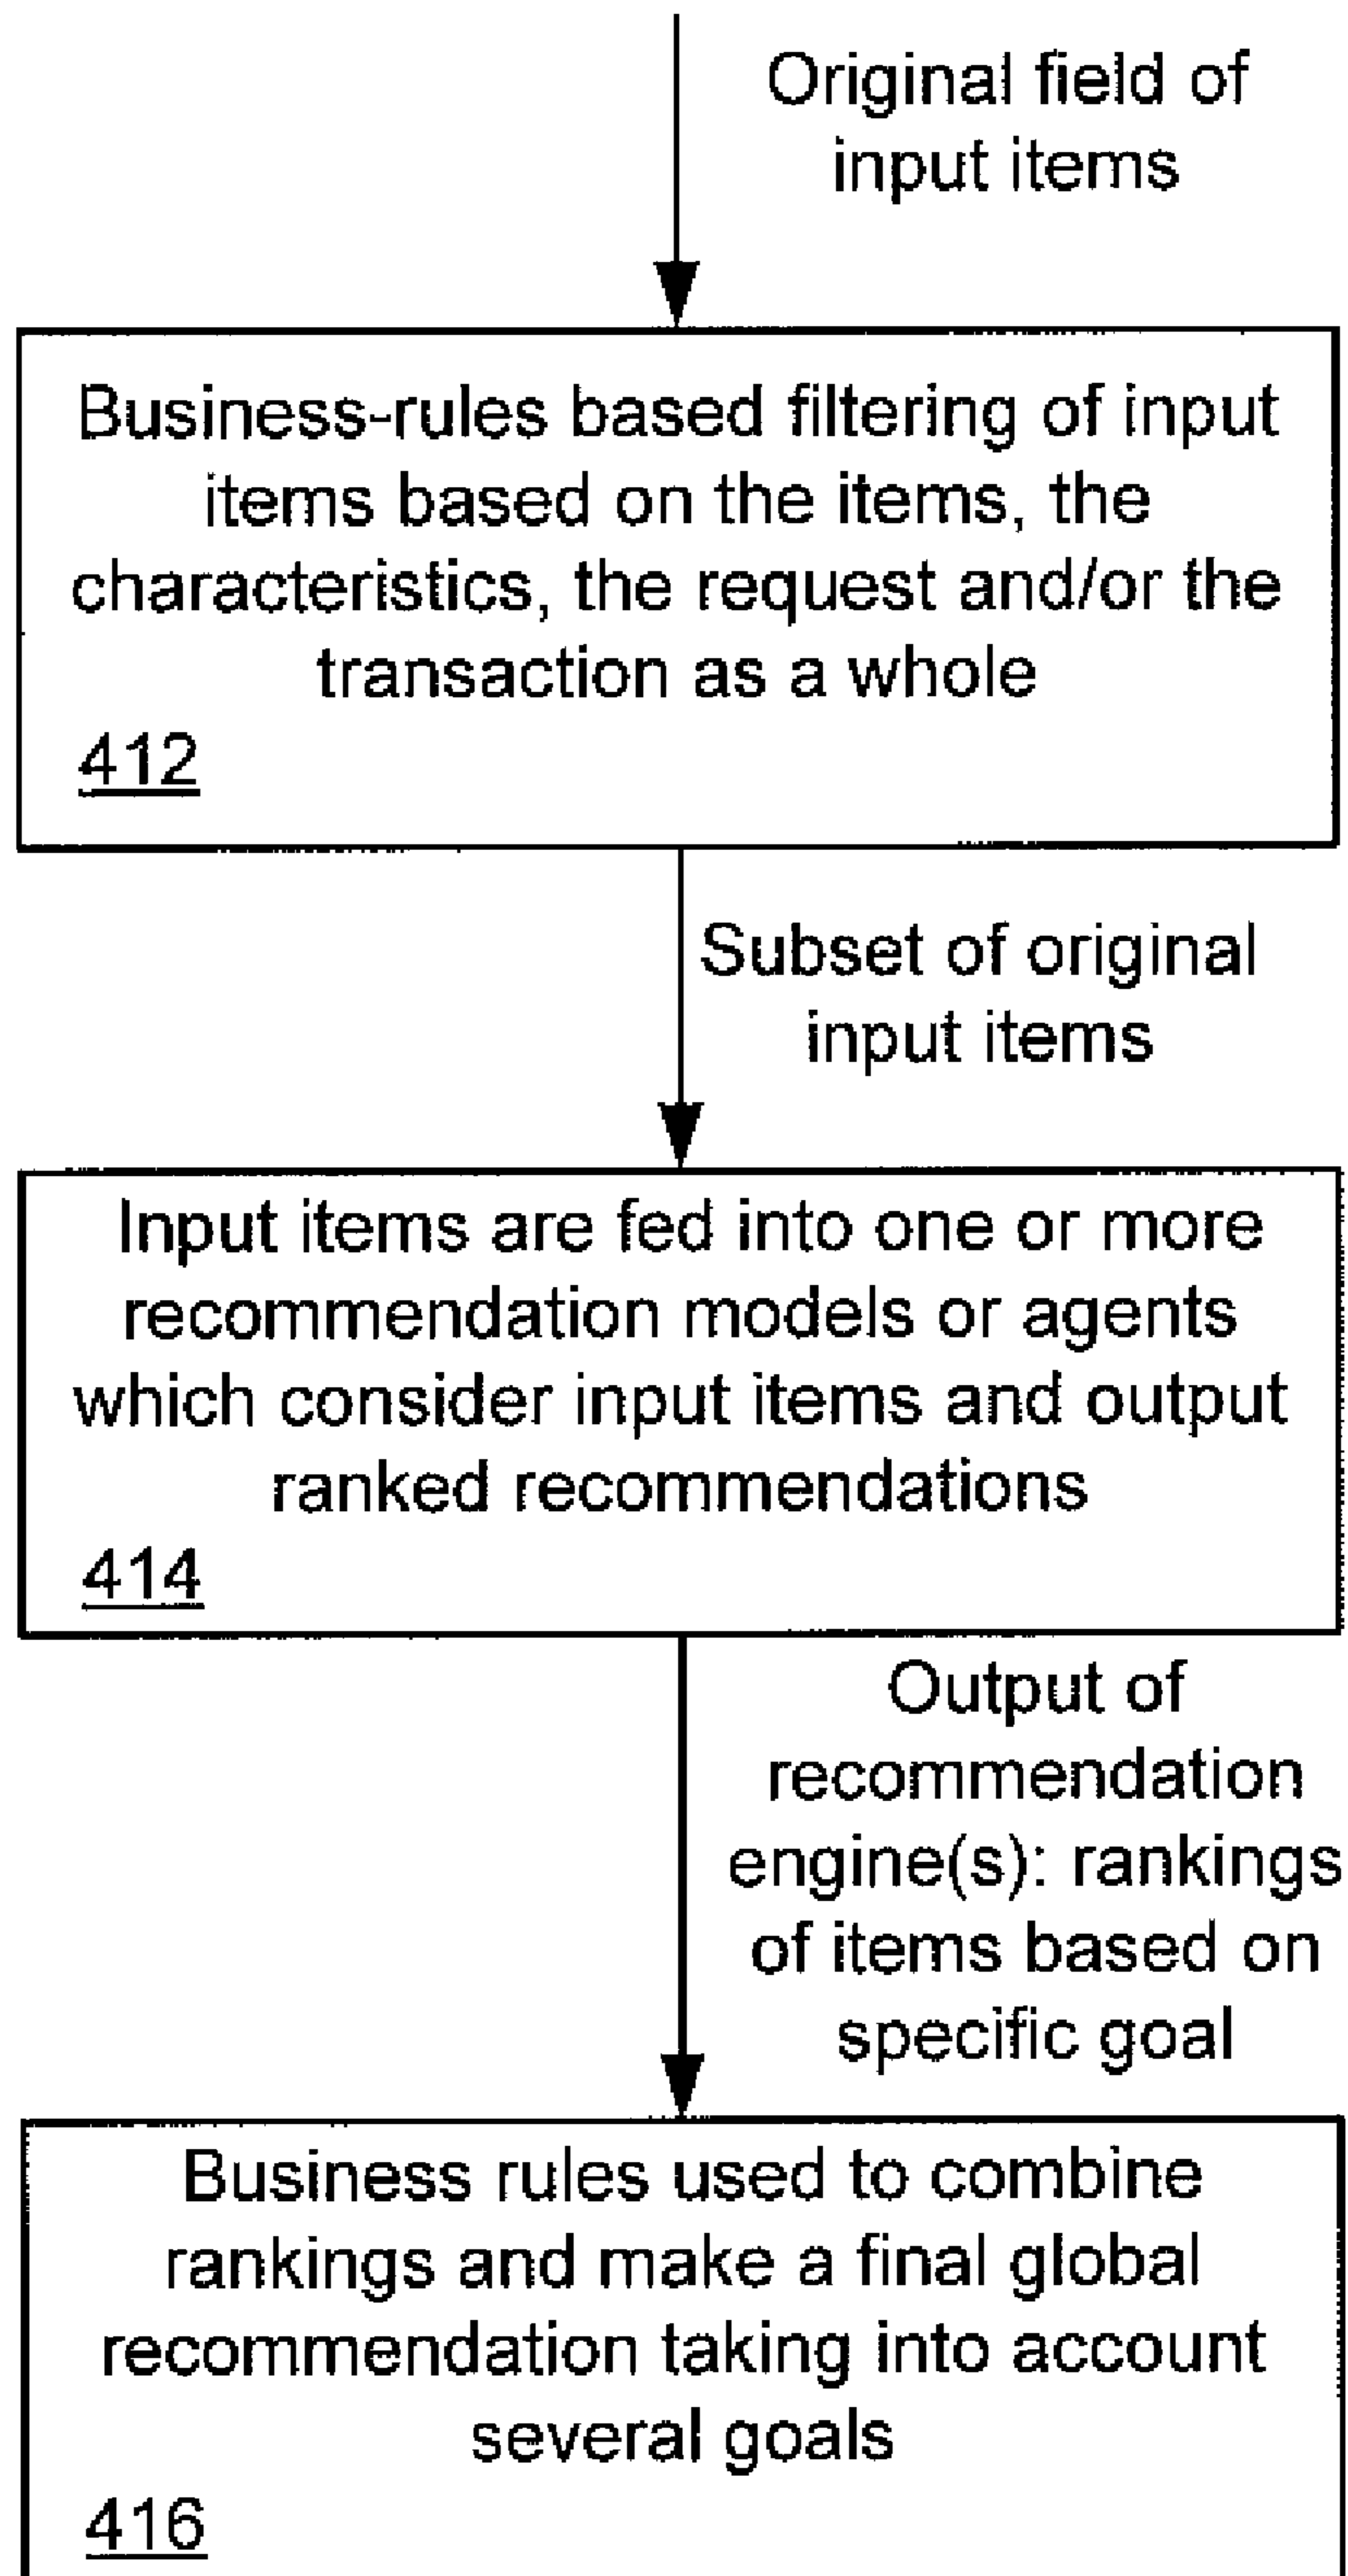 Original field of
input items
Business-rules based filtering of input
items based on the items, the
characteristics, the request and/or the
transaction as a whole
412
Subset of original
input items
Input items are fed into one or more
recommendation models or agents
which consider input items and output
ranked recommendations
414
Output of
recommendation
engine(s): rankings
of items based on
specific goal
Business rules used to combine
rankings and make a final global
recommendation taking into account
several goals
416